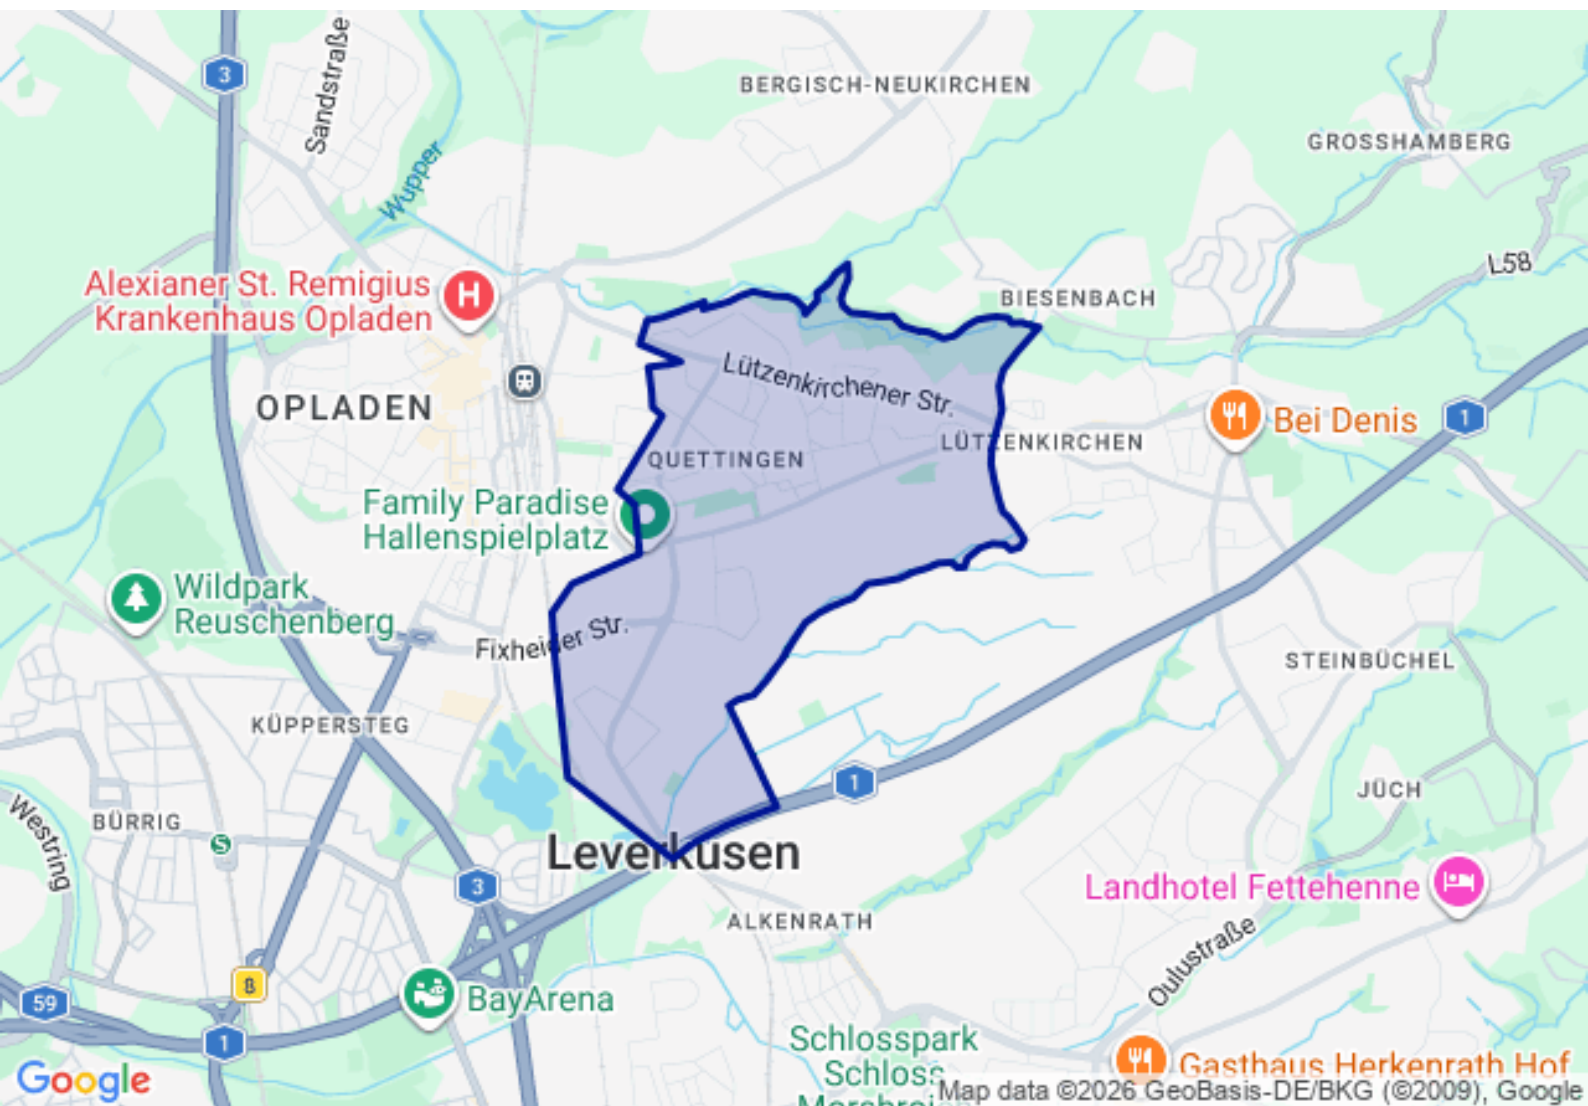 3
Sandstraße
BERGISCH-NEUKIRCHEN
GROSSHAMBERG
Wupper
L58
Alexianer St. Remigius
Krankenhaus Opladen
H
BIESENBACH
Lützenkirchener Str.
OPLADEN
Bei Denis
1
LÜTZENKIRCHEN
QUETTINGEN
Family Paradise
Hallenspielplatz
Wildpark
Reuschenberg
Fixheider Str.
STEINBÜCHEL
KÜPPERSTEG
1
JÜCH
Westring
BÜRRIG
S
Leverkusen
3
Landhotel Fettehenne
ALKENRATH
Oulustraße
8
59
BayArena
1
Schlosspark
Schloss
Gasthaus Herkenrath Hof
Google
Map data ©2026 GeoBasis-DE/BKG (©2009), Google